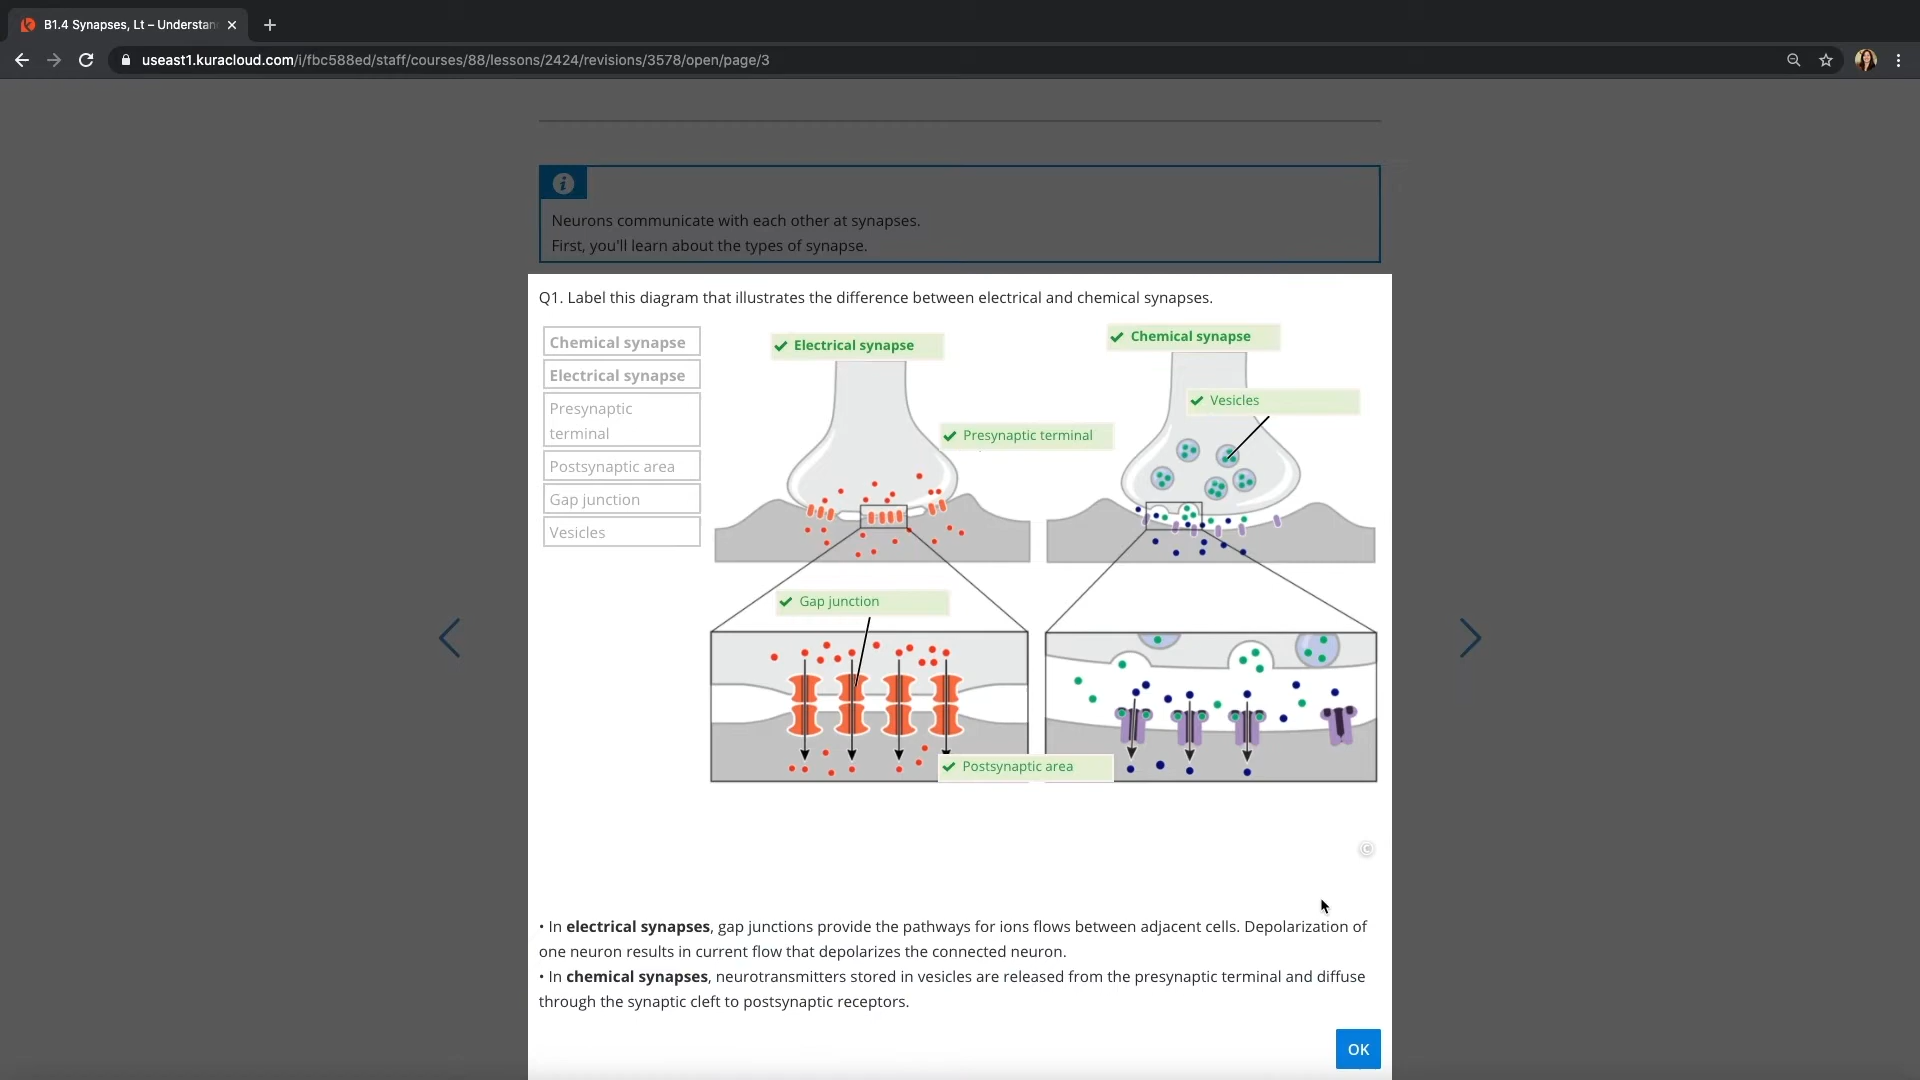 B1.4 Synapses, Lt – Understan
useast1.kuracloud.com/i/fbc588ed/staff/courses/88/lessons/2424/revisions/3578/open/page/3
i
Neurons communicate with each other at synapses.
First, you'll learn about the types of synapse.
Q1. Label this diagram that illustrates the difference between electrical and chemical synapses.
Chemical synapse
Electrical synapse
Presynaptic
terminal
Postsynaptic area
Gap junction
Vesicles
Electrical synapse
Chemical synapse
Vesicles
Presynaptic terminal
Gap junction
Postsynaptic area
©
• In electrical synapses, gap junctions provide the pathways for ions flows between adjacent cells. Depolarization of
one neuron results in current flow that depolarizes the connected neuron.
• In chemical synapses, neurotransmitters stored in vesicles are released from the presynaptic terminal and diffuse
through the synaptic cleft to postsynaptic receptors.
OK